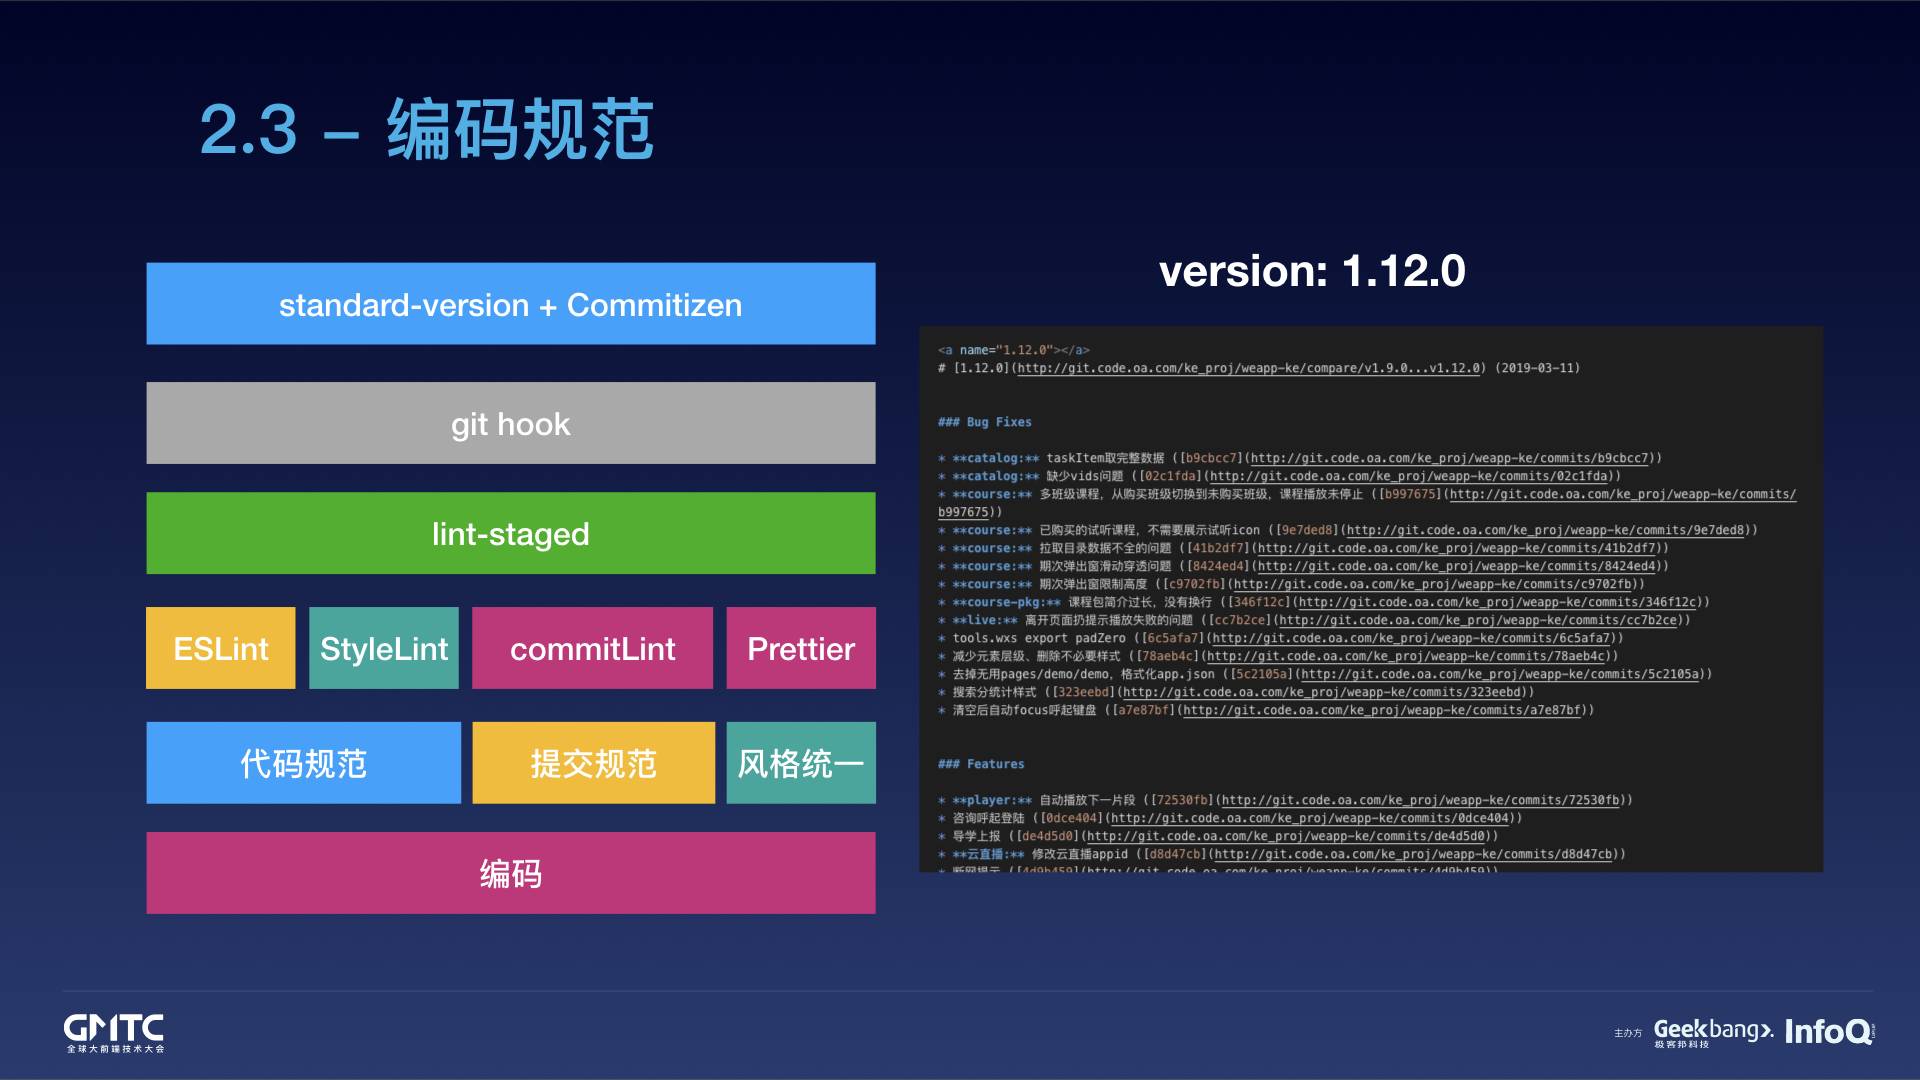 2.3 – 编码规范
standard-version + Commitizen
git hook
lint-staged
ESLint StyleLint commitLint Prettier
代码规范 提交规范 风格统一
编码
version: 1.12.0
<a name="1.12.0"></a>
# [1.12.0](http://git.code.oa.com/ke_proj/weapp-ke/compare/v1.9.0...v1.12.0) (2019-03-11)
### Bug Fixes
* **catalog:** taskItem取完整数据 ([b9cbcc7](http://git.code.oa.com/ke_proj/weapp-ke/commits/b9cbcc7))
* **catalog:** 缺少vids问题 ([02c1fda](http://git.code.oa.com/ke_proj/weapp-ke/commits/02c1fda))
* **course:** 多班级课程，从购买班级切换到未购买班级，课程播放未停止 ([b997675](http://git.code.oa.com/ke_proj/weapp-ke/commits/
b997675))
* **course:** 已购买的试听课程，不需要展示试听icon ([9e7ded8](http://git.code.oa.com/ke_proj/weapp-ke/commits/9e7ded8))
* **course:** 拉取目录数据不全的问题 ([41b2df7](http://git.code.oa.com/ke_proj/weapp-ke/commits/41b2df7))
* **course:** 期次弹出窗滑动穿透问题 ([8424ed4](http://git.code.oa.com/ke_proj/weapp-ke/commits/8424ed4))
* **course:** 期次弹出窗限制高度 ([c9702fb](http://git.code.oa.com/ke_proj/weapp-ke/commits/c9702fb))
* **course-pkg:** 课程包简介过长，没有换行 ([346f12c](http://git.code.oa.com/ke_proj/weapp-ke/commits/346f12c))
* **live:** 离开页面扔提示播放失败的问题 ([cc7b2ce](http://git.code.oa.com/ke_proj/weapp-ke/commits/cc7b2ce))
* tools.wxs export padZero ([6c5afa7](http://git.code.oa.com/ke_proj/weapp-ke/commits/6c5afa7))
* 减少元素层级、删除不必要样式 ([78aeb4c](http://git.code.oa.com/ke_proj/weapp-ke/commits/78aeb4c))
* 去掉无用pages/demo/demo，格式化app.json ([5c2105a](http://git.code.oa.com/ke_proj/weapp-ke/commits/5c2105a))
* 搜索分统计样式 ([323eebd](http://git.code.oa.com/ke_proj/weapp-ke/commits/323eebd))
* 清空后自动focus呼起键盘 ([a7e87bf](http://git.code.oa.com/ke_proj/weapp-ke/commits/a7e87bf))
### Features
* **player:** 自动播放下一片段 ([72530fb](http://git.code.oa.com/ke_proj/weapp-ke/commits/72530fb))
* 咨询呼起登陆 ([0dce404](http://git.code.oa.com/ke_proj/weapp-ke/commits/0dce404))
* 导学上报 ([de4d5d0](http://git.code.oa.com/ke_proj/weapp-ke/commits/de4d5d0))
* **云直播:** 修改云直播appid ([d8d47cb](http://git.code.oa.com/ke_proj/weapp-ke/commits/d8d47cb))
* 断网提示 ([4d9b459](http://git.code.oa.com/ke_proj/weapp-ke/commits/4d9b459))
GMTC
全球大前端技术大会
主办方 Geekbang>. InfoQ
极客邦科技